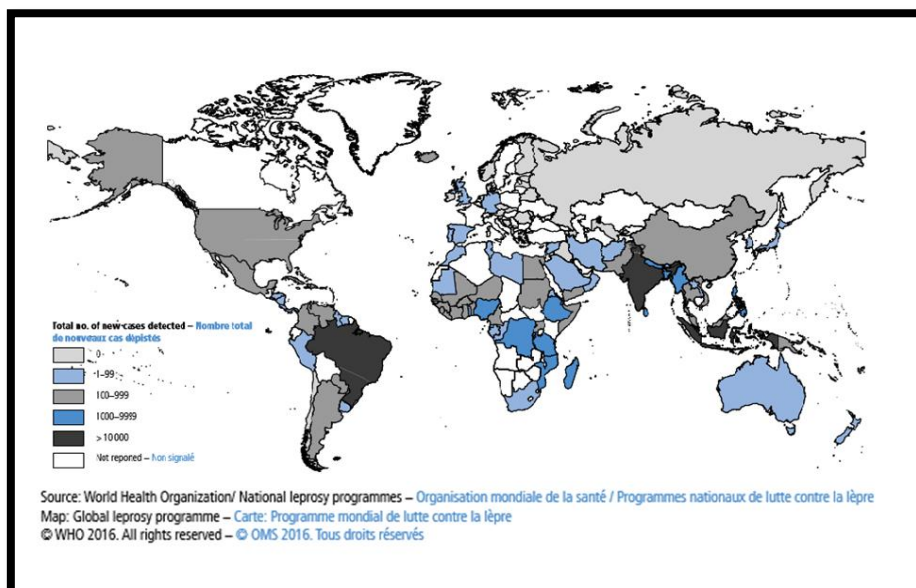 Total no. of new cases detected – Nombre total
de nouveaux cas dépistés
0
1–99
100–999
1000–9999
> 10 000
Not reported – Non signalé
Source: World Health Organization/ National leprosy programmes – Organisation mondiale de la santé / Programmes nationaux de lutte contre la lèpre
Map: Global leprosy programme – Carte: Programme mondial de lutte contre la lèpre
© WHO 2016. All rights reserved – © OMS 2016. Tous droits réservés